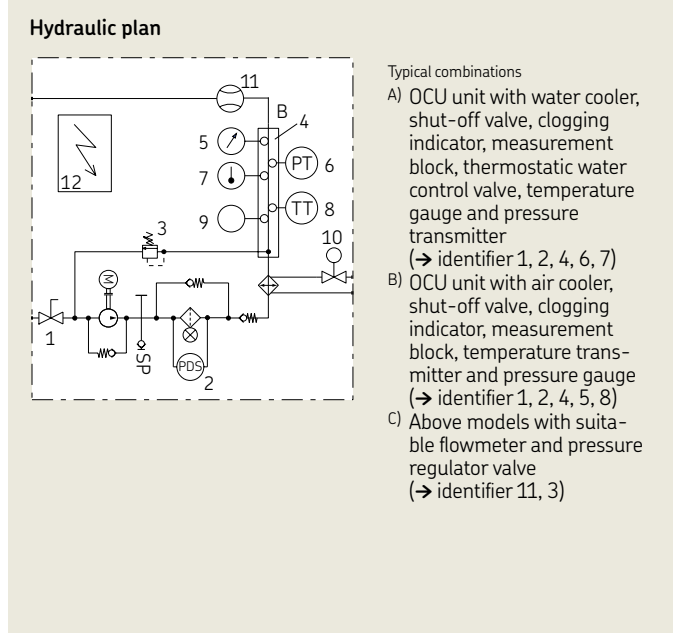 Hydraulic plan
11
B
4
5
PT
6
7
12
TT
8
9
3
10
M
1
SP
PDS
2
Typical combinations
A) OCU unit with water cooler,
shut-off valve, clogging
indicator, measurement
block, thermostatic water
control valve, temperature
gauge and pressure
transmitter
(→ identifier 1, 2, 4, 6, 7)
B) OCU unit with air cooler,
shut-off valve, clogging
indicator, measurement
block, temperature trans-
mitter and pressure gauge
(→ identifier 1, 2, 4, 5, 8)
C) Above models with suita-
ble flowmeter and pressure
regulator valve
(→ identifier 11, 3)